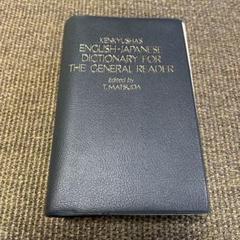 KENKYUSHA'S
ENGLISH-JAPANESE
DICTIONARY FOR
THE GENERAL READER
Edited by
T. MATSUDA